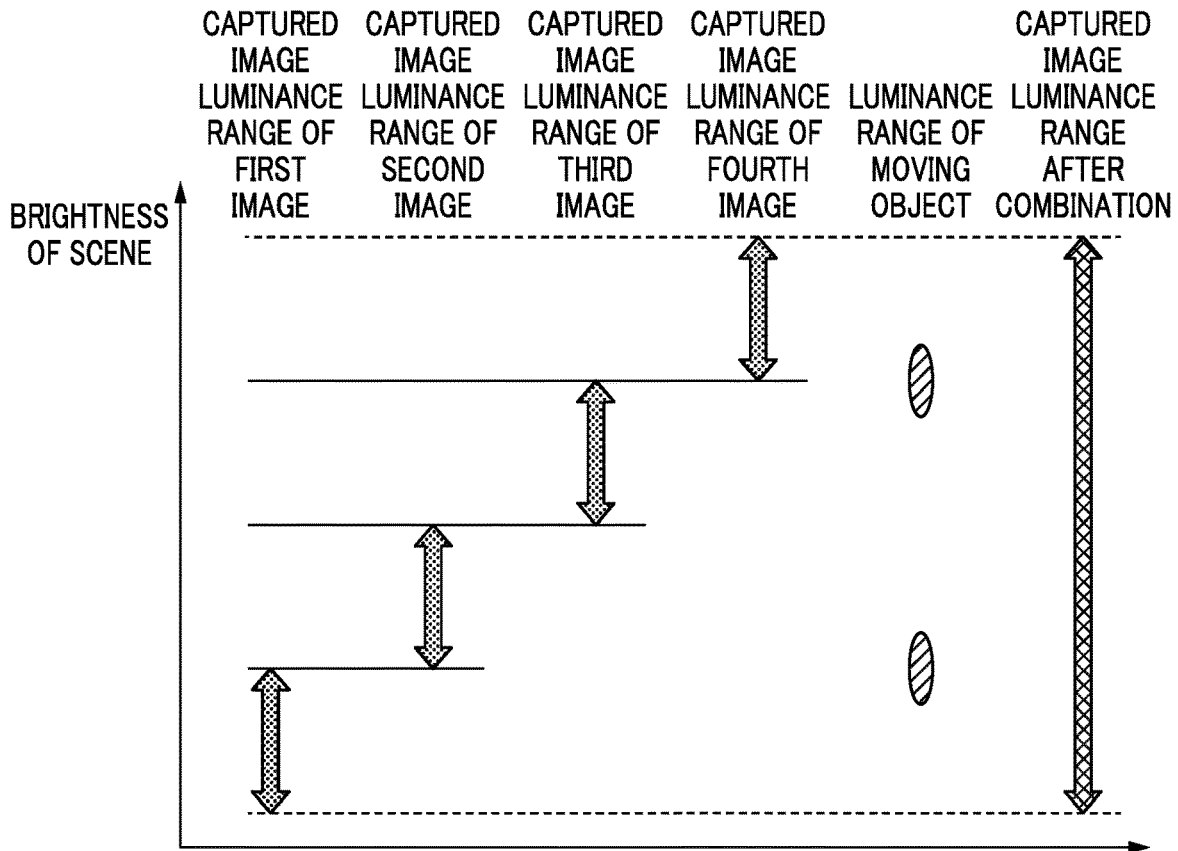 CAPTURED
IMAGE
LUMINANCE
RANGE OF
FIRST
IMAGE
CAPTURED
IMAGE
LUMINANCE
RANGE OF
SECOND
IMAGE
CAPTURED
IMAGE
LUMINANCE
RANGE OF
THIRD
IMAGE
CAPTURED
IMAGE
LUMINANCE
RANGE OF
FOURTH
IMAGE
LUMINANCE
RANGE OF
MOVING
OBJECT
CAPTURED
IMAGE
LUMINANCE
RANGE
AFTER
COMBINATION
BRIGHTNESS
OF SCENE